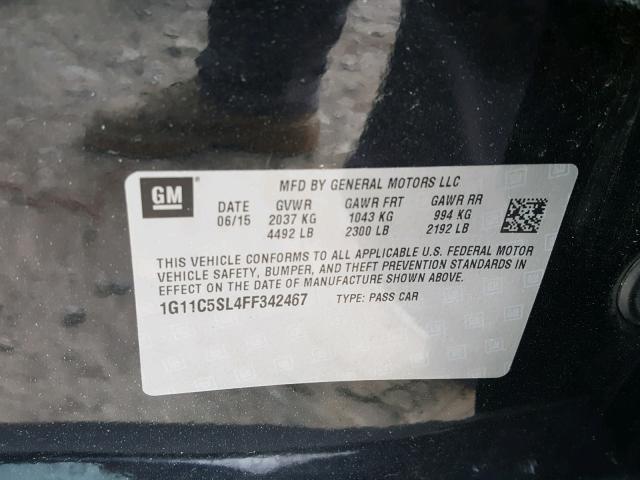 GM
MFD BY GENERAL MOTORS LLC
DATE GVWR GAWR FRT GAWR RR
06/15 2037 KG 1043 KG 994 KG
4492 LB 2300 LB 2192 LB
THIS VEHICLE CONFORMS TO ALL APPLICABLE U.S. FEDERAL MOTOR
VEHICLE SAFETY, BUMPER, AND THEFT PREVENTION STANDARDS IN
EFFECT ON THE DATE OF MANUFACTURE SHOWN ABOVE.
1G11C5SL4FF342467 TYPE: PASS CAR